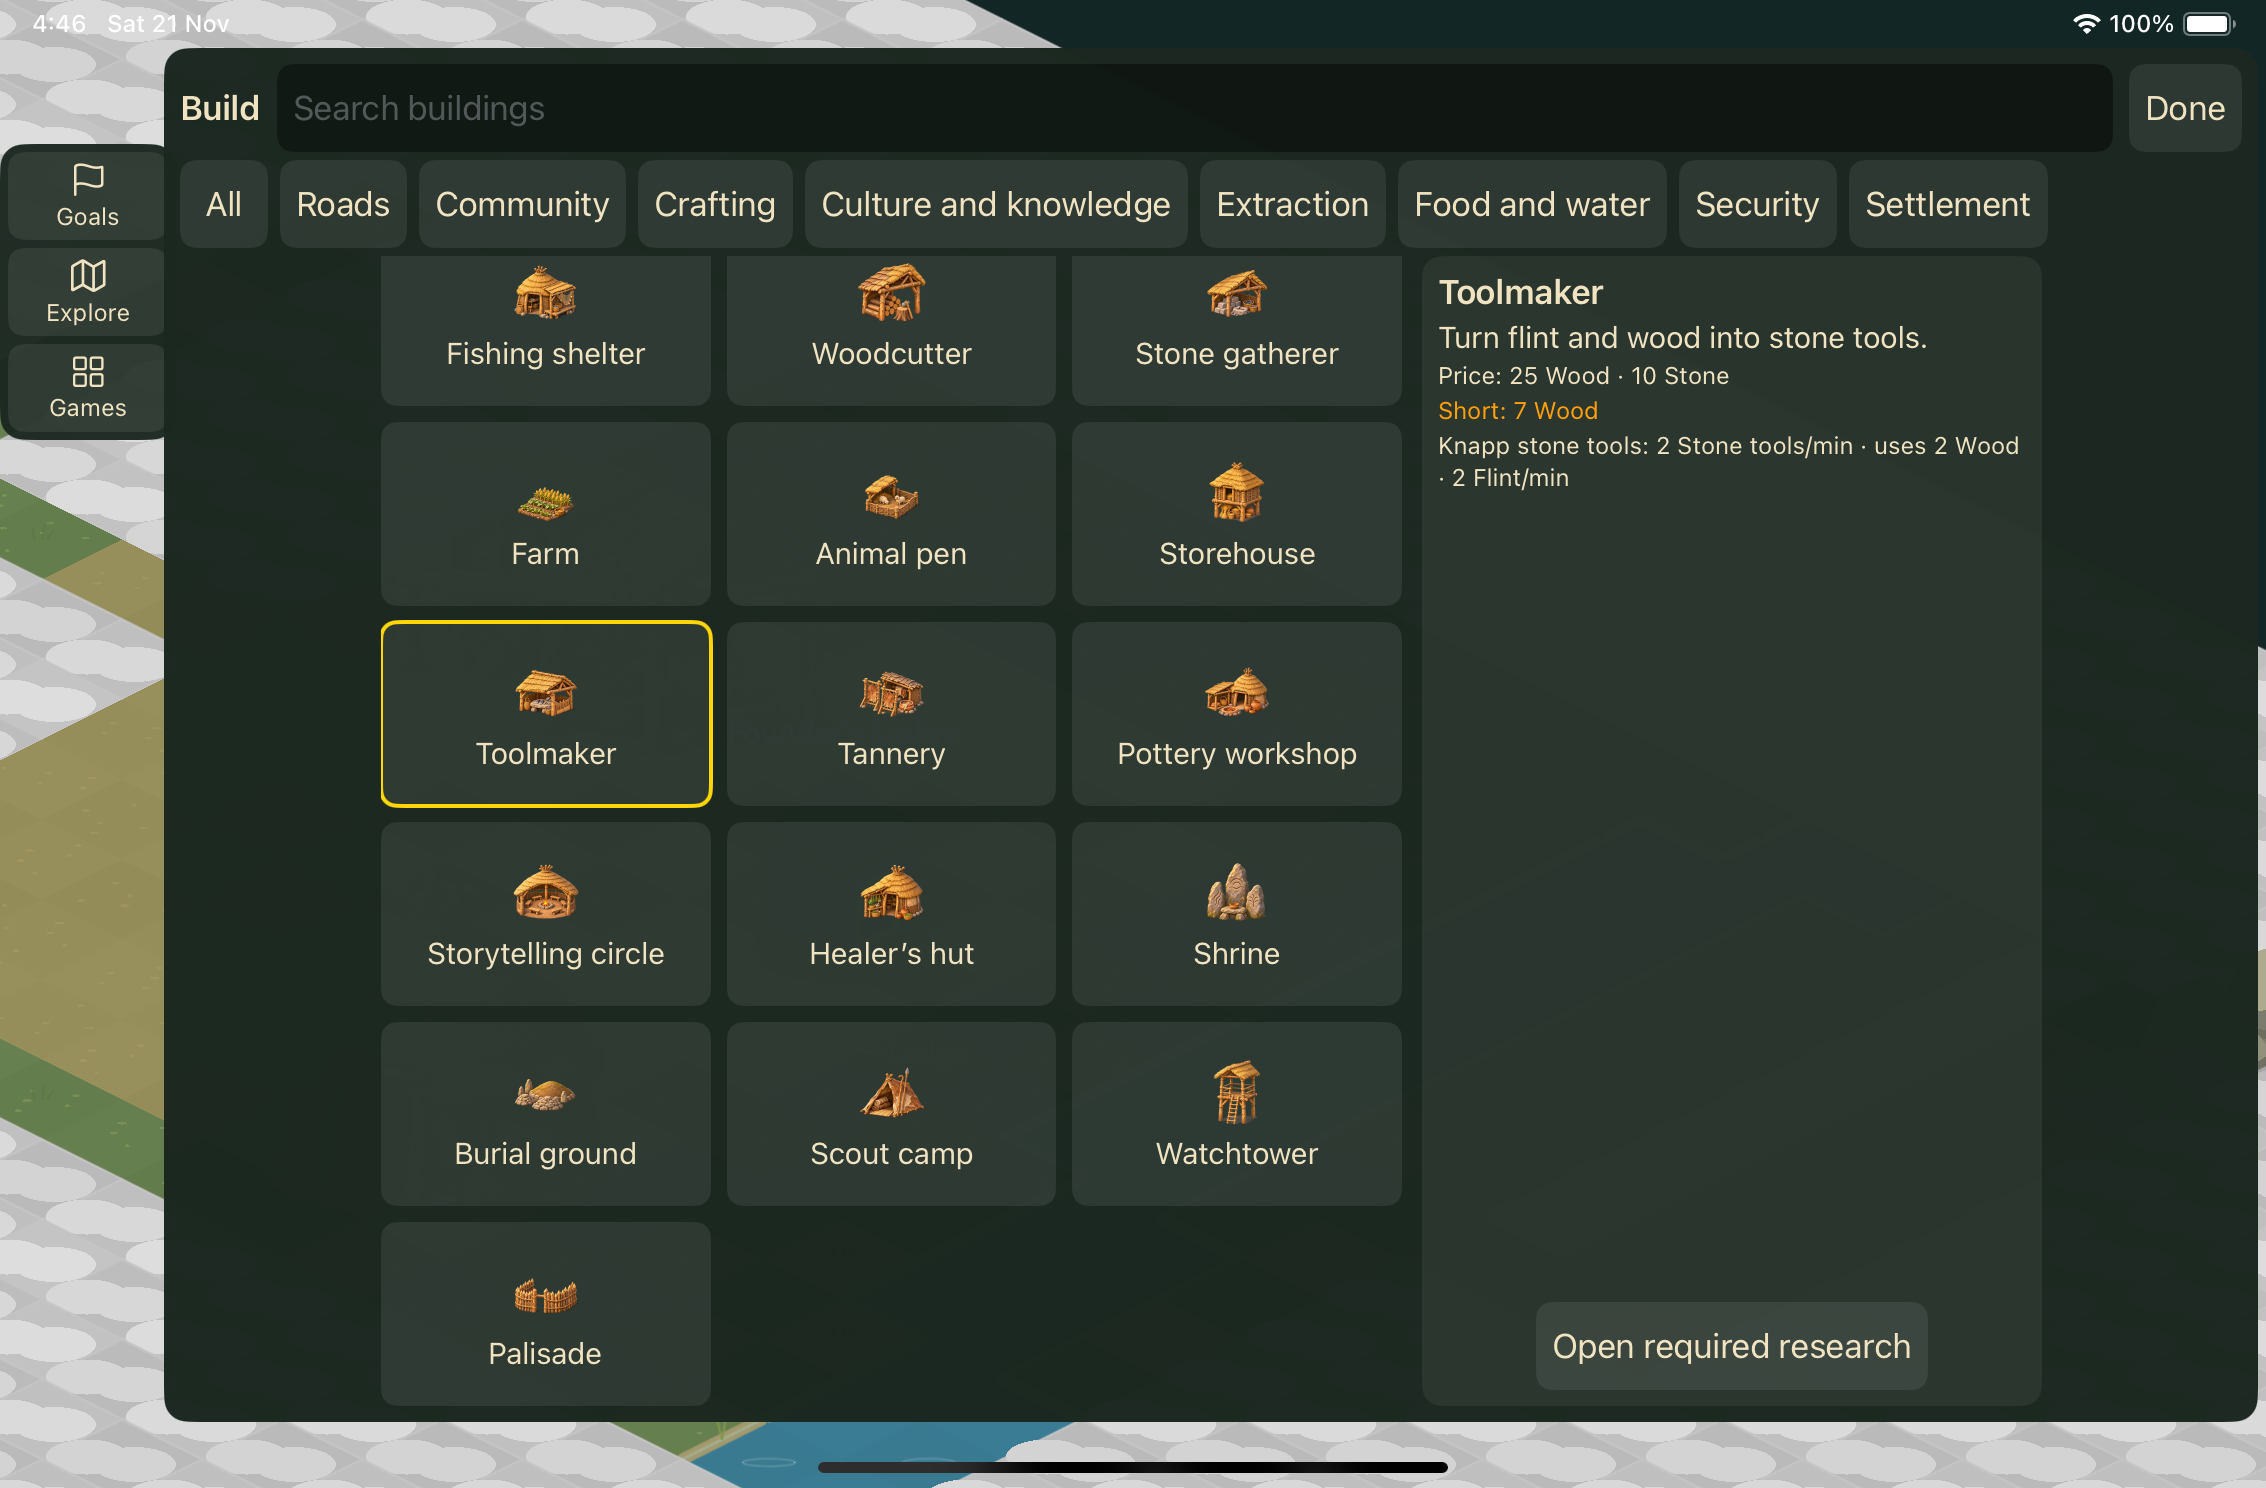 4:46 Sat 21 Nov
100%
Build
Search buildings
Done
Goals
Explore
Games
All
Roads
Community
Crafting
Culture and knowledge
Extraction
Food and water
Security
Settlement
Fishing shelter
Woodcutter
Stone gatherer
Farm
Animal pen
Storehouse
Toolmaker
Tannery
Pottery workshop
Storytelling circle
Healer’s hut
Shrine
Burial ground
Scout camp
Watchtower
Palisade
Toolmaker
Turn flint and wood into stone tools.
Price: 25 Wood · 10 Stone
Short: 7 Wood
Knapp stone tools: 2 Stone tools/min · uses 2 Wood
· 2 Flint/min
Open required research